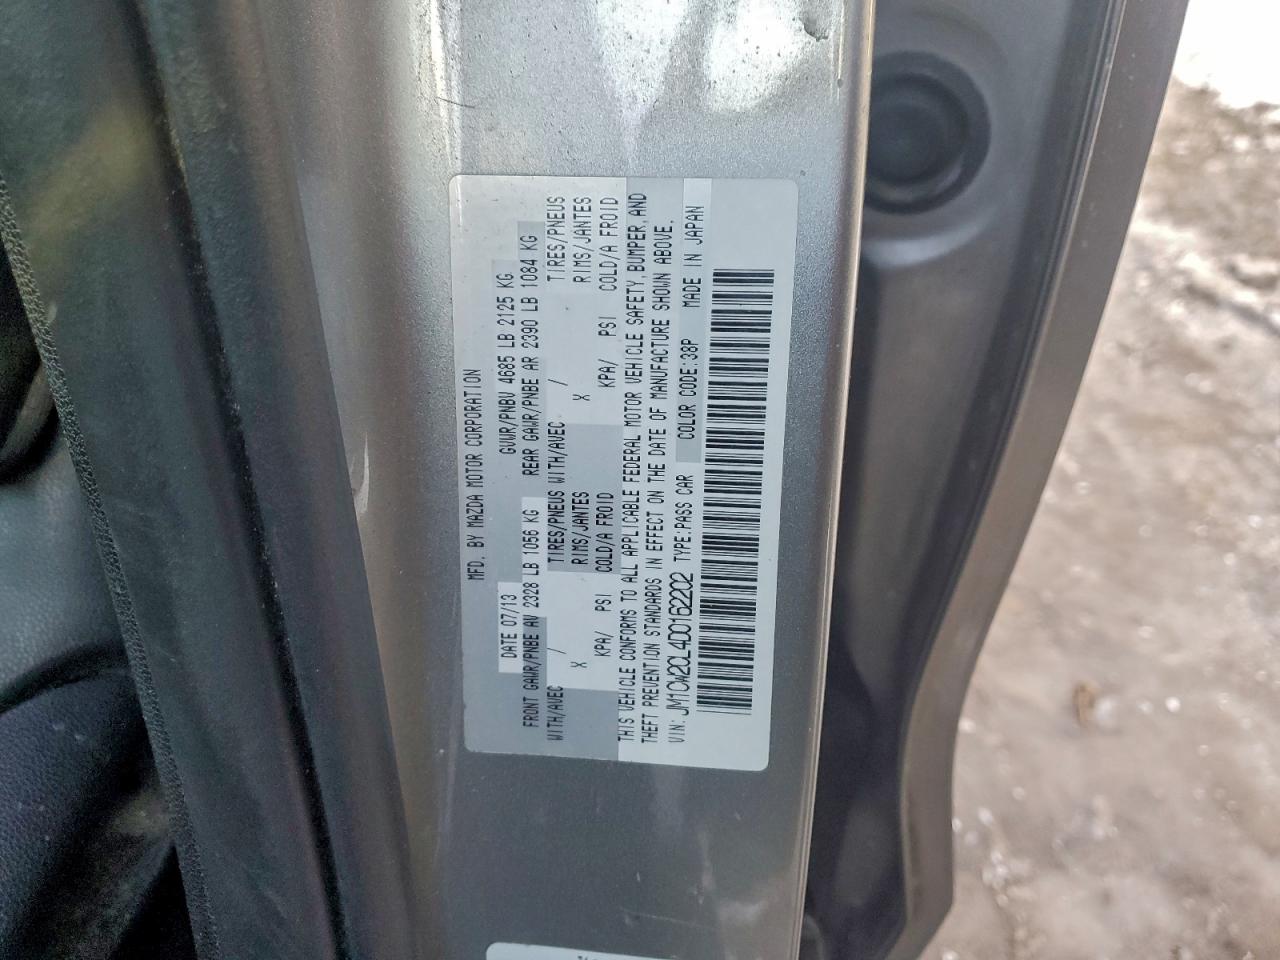 MFD. BY MAZDA MOTOR CORPORATION
DATE 07/13 GVWR/PNBV 4685 LB 2125 KG
FRONT GAWR/PNBE AV 2328 LB 1056 KG REAR GAWR/PNBE AR 2390 LB 1084 KG
WITH/AVEC / TIRES/PNEUS WITH/AVEC / TIRES/PNEUS
X RIMS/JANTES X RIMS/JANTES
KPA/ PSI COLD/A FROID KPA/ PSI COLD/A FROID
THIS VEHICLE CONFORMS TO ALL APPLICABLE FEDERAL MOTOR VEHICLE SAFETY, BUMPER, AND
THEFT PREVENTION STANDARDS IN EFFECT ON THE DATE OF MANUFACTURE SHOWN ABOVE.
VIN: JM1CW2CL4D0162202 TYPE:PASS CAR COLOR CODE:38P MADE IN JAPAN